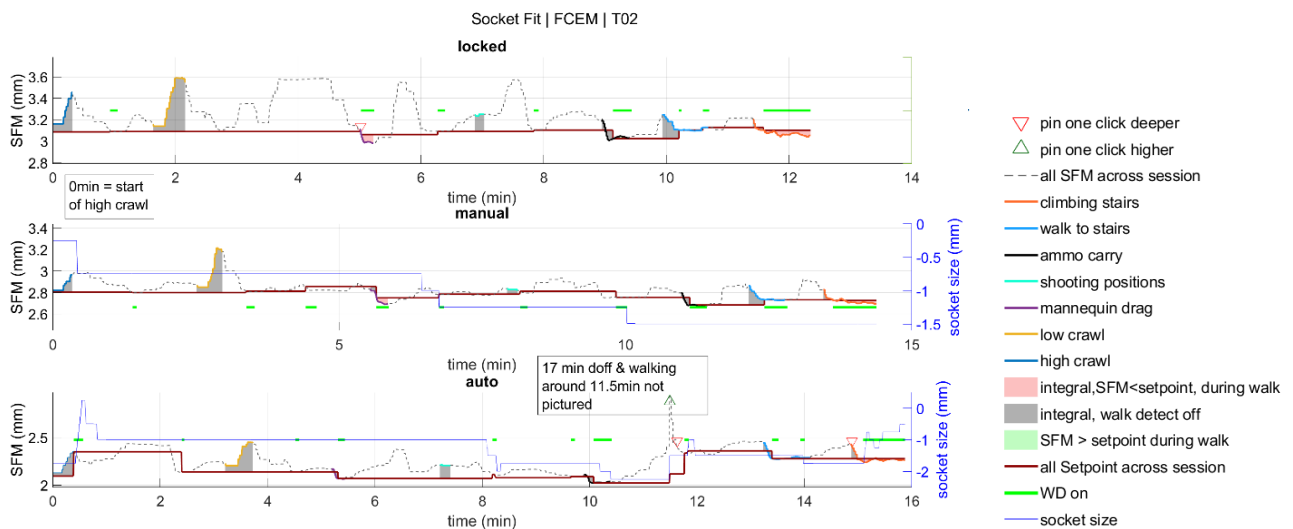 Socket Fit | FCEM | T02
locked
SFM (mm)
3.6
3.4
3.2
3
2.8
0 2 4 6 8 10 12 14
time (min)
0min = start
of high crawl
manual
SFM (mm)
3.4
3.2
3
2.8
2.6
0
-0.5
-1
-1.5
socket size (mm)
0 5 10 15
time (min)
17 min doff & walking
around 11.5min not
pictured
auto
SFM (mm)
2.5
2
0
-1
-2
socket size (mm)
0 2 4 6 8 10 12 14 16
time (min)
pin one click deeper
pin one click higher
all SFM across session
climbing stairs
walk to stairs
ammo carry
shooting positions
mannequin drag
low crawl
high crawl
integral,SFM<setpoint, during walk
integral, walk detect off
SFM > setpoint during walk
all Setpoint across session
WD on
socket size